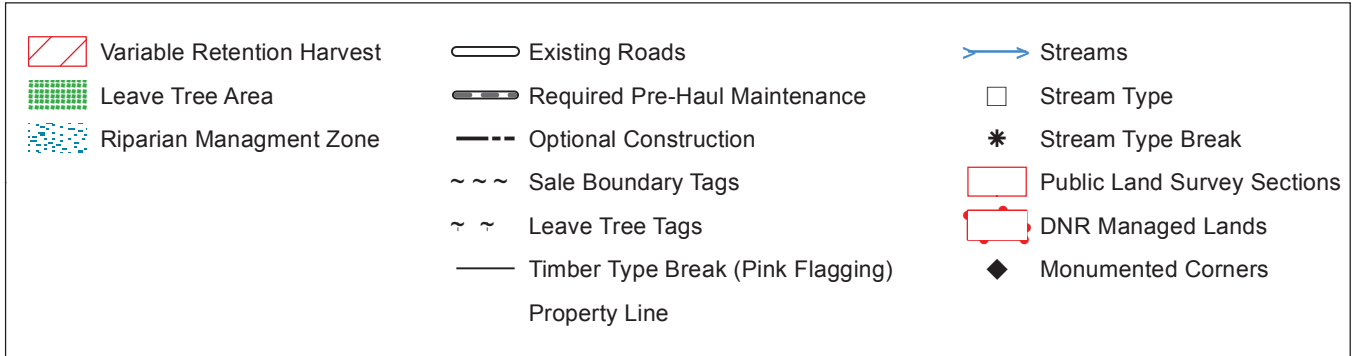 Variable Retention Harvest
Leave Tree Area
Riparian Managment Zone
Existing Roads
Required Pre-Haul Maintenance
Optional Construction
Sale Boundary Tags
Leave Tree Tags
Timber Type Break (Pink Flagging)
Property Line
Streams
Stream Type
Stream Type Break
Public Land Survey Sections
DNR Managed Lands
Monumented Corners